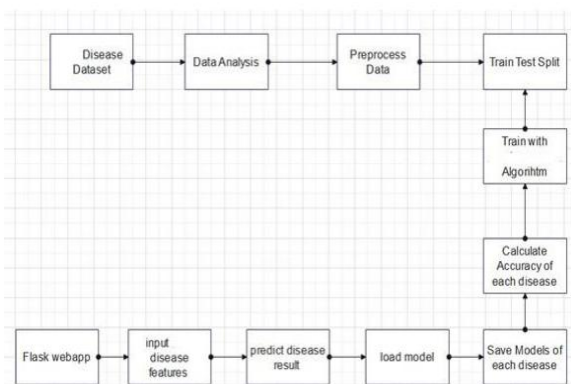 Disease
Dataset
Data Analysis
Preprocess
Data
Train Test Split
Train with
Algorihtm
Calculate
Accuracy of
each disease
Flask webapp
input
disease
features
predict disease
result
load model
Save Models of
each disease